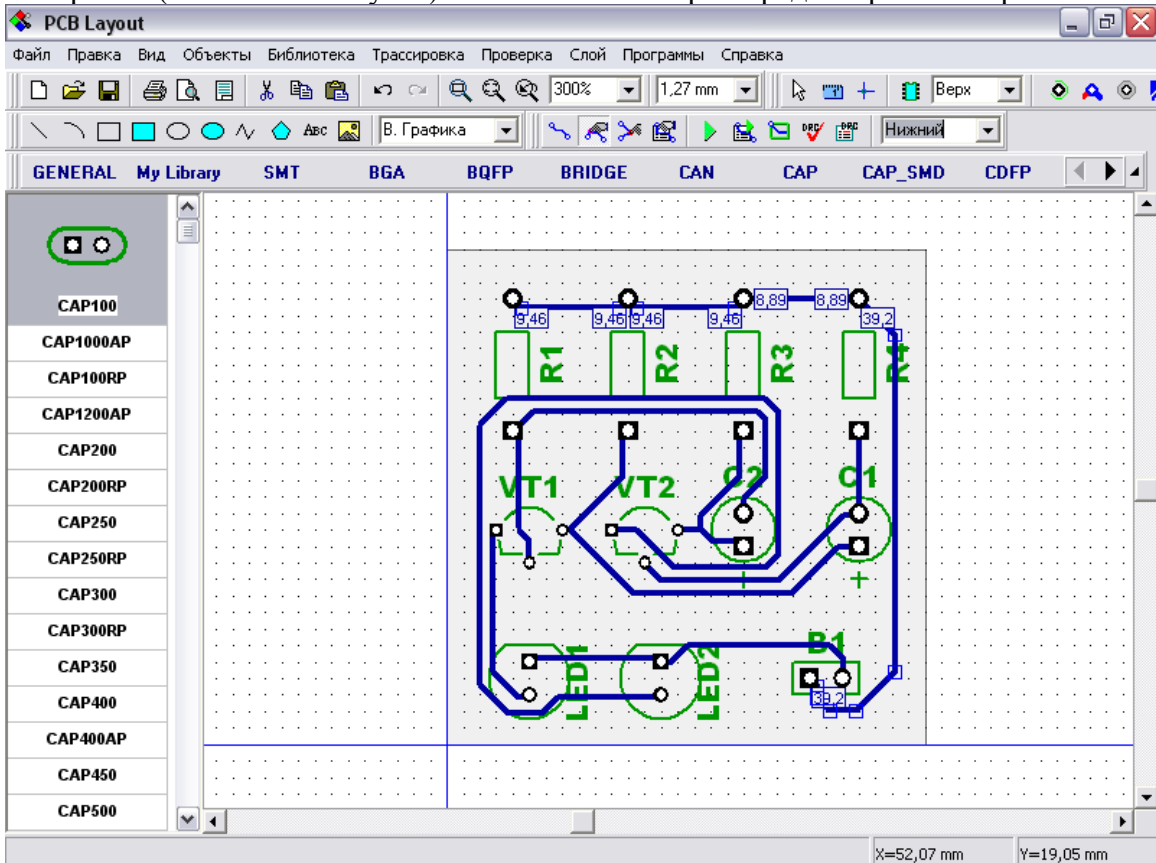 PCB Layout
Файл Правка Вид Объекты Библиотека Трассировка Проверка Слой Программы Справка
300% 1,27 mm Верх
ABC В. Графика DRC DRC Нижний
GENERAL My Library SMT BGA BQFP BRIDGE CAN CAP CAP_SMD CDFP
CAP100
CAP1000AP
CAP100RP
CAP1200AP
CAP200
CAP200RP
CAP250
CAP250RP
CAP300
CAP300RP
CAP350
CAP400
CAP400AP
CAP450
CAP500
8,89 8,89
9,46 9,46 9,46 9,46 39,2
R1 R2 R3 R4
VT1 VT2 C2 C1
+ +
B1
LED1 LED2
39,2
X=52,07 mm Y=19,05 mm